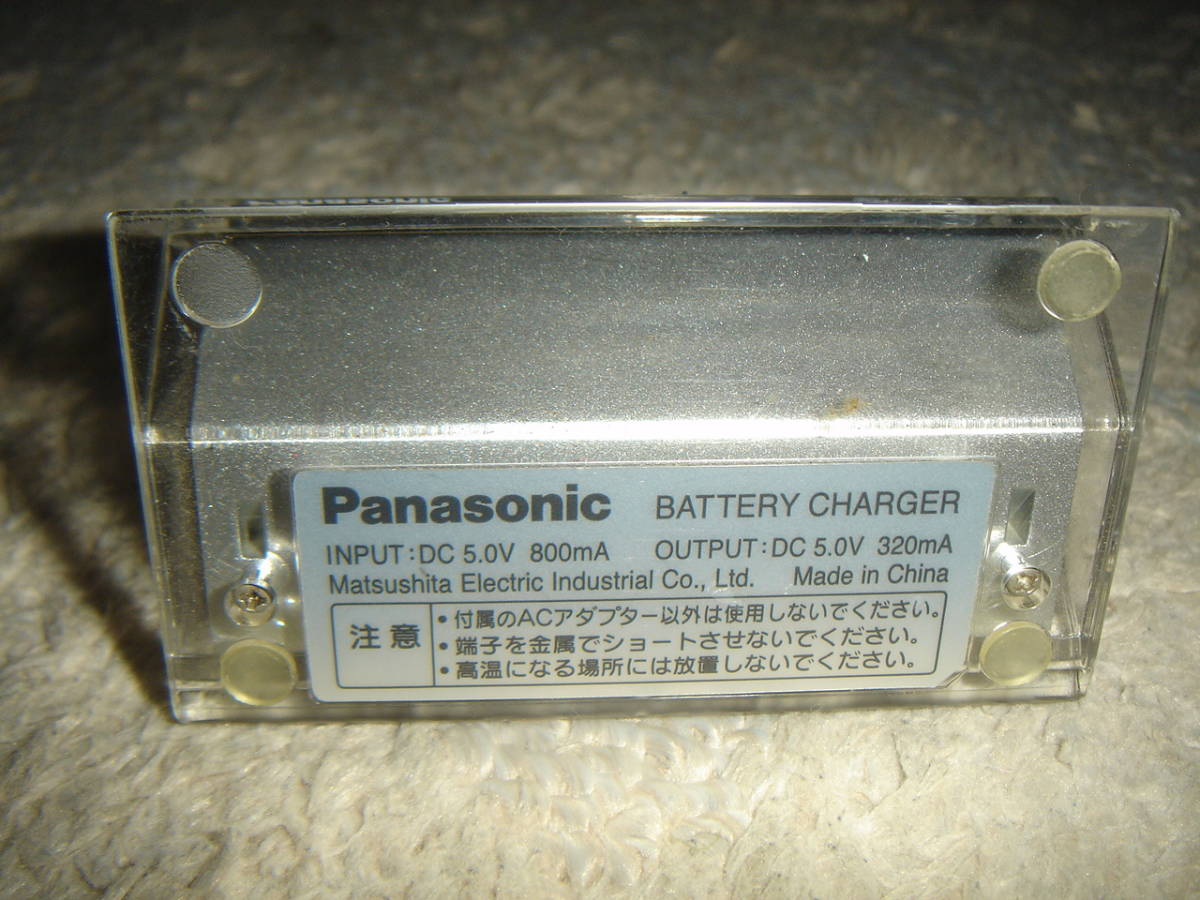 Panasonic
Panasonic BATTERY CHARGER
INPUT:DC 5.0V 800mA OUTPUT:DC 5.0V 320mA
Matsushita Electric Industrial Co., Ltd. Made in China
注意
・付属のACアダプター以外は使用しないでください。
・端子を金属でショートさせないでください。
・高温になる場所には放置しないでください。